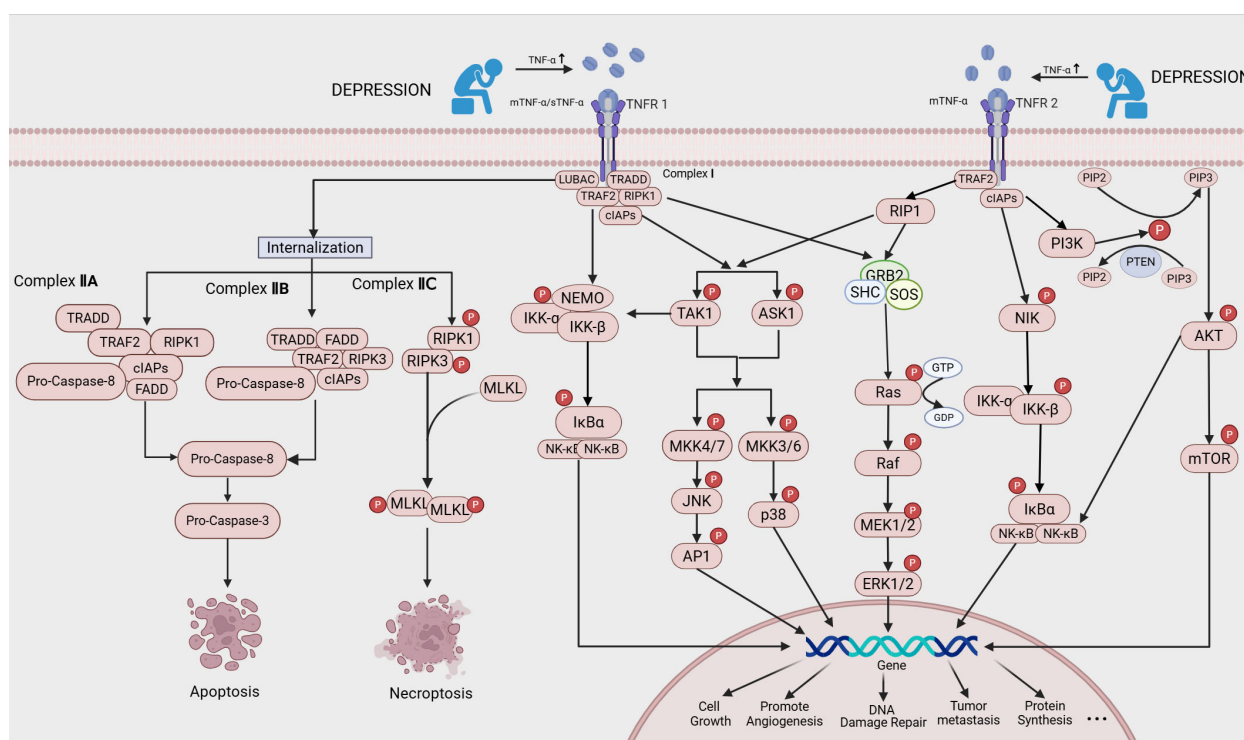 DEPRESSION
TNF-α↑
mTNF-α/sTNF-α
TNFR 1
mTNF-α
TNFR 2
TNF-α↑
DEPRESSION
LUBAC
TRADD
Complex I
TRAF2
RIPK1
cIAPs
TRAF2
cIAPs
PIP2
PIP3
RIP1
PI3K
P
PTEN
PIP2
PIP3
Internalization
Complex IIA
Complex IIB
Complex IIC
TRADD
TRAF2
RIPK1
cIAPs
Pro-Caspase-8
FADD
TRADD
FADD
TRAF2
RIPK3
Pro-Caspase-8
cIAPs
P
RIPK1
RIPK3
P
MLKL
P
NEMO
IKK-α
IKK-β
P
TAK1
P
ASK1
GRB2
SHC
SOS
P
NIK
P
AKT
P
IκBα
NK-κB
NK-κB
P
MKK4/7
P
MKK3/6
P
Ras
GTP
GDP
IKK-α
P
IKK-β
P
mTOR
Pro-Caspase-8
Pro-Caspase-3
P
MLKL
MLKL
P
P
JNK
P
p38
P
AP1
P
Raf
P
MEK1/2
P
ERK1/2
P
IκBα
NK-κB
NK-κB
Apoptosis
Necroptosis
Gene
Cell
Growth
Promote
Angiogenesis
DNA
Damage Repair
Tumor
metastasis
Protein
Synthesis
...